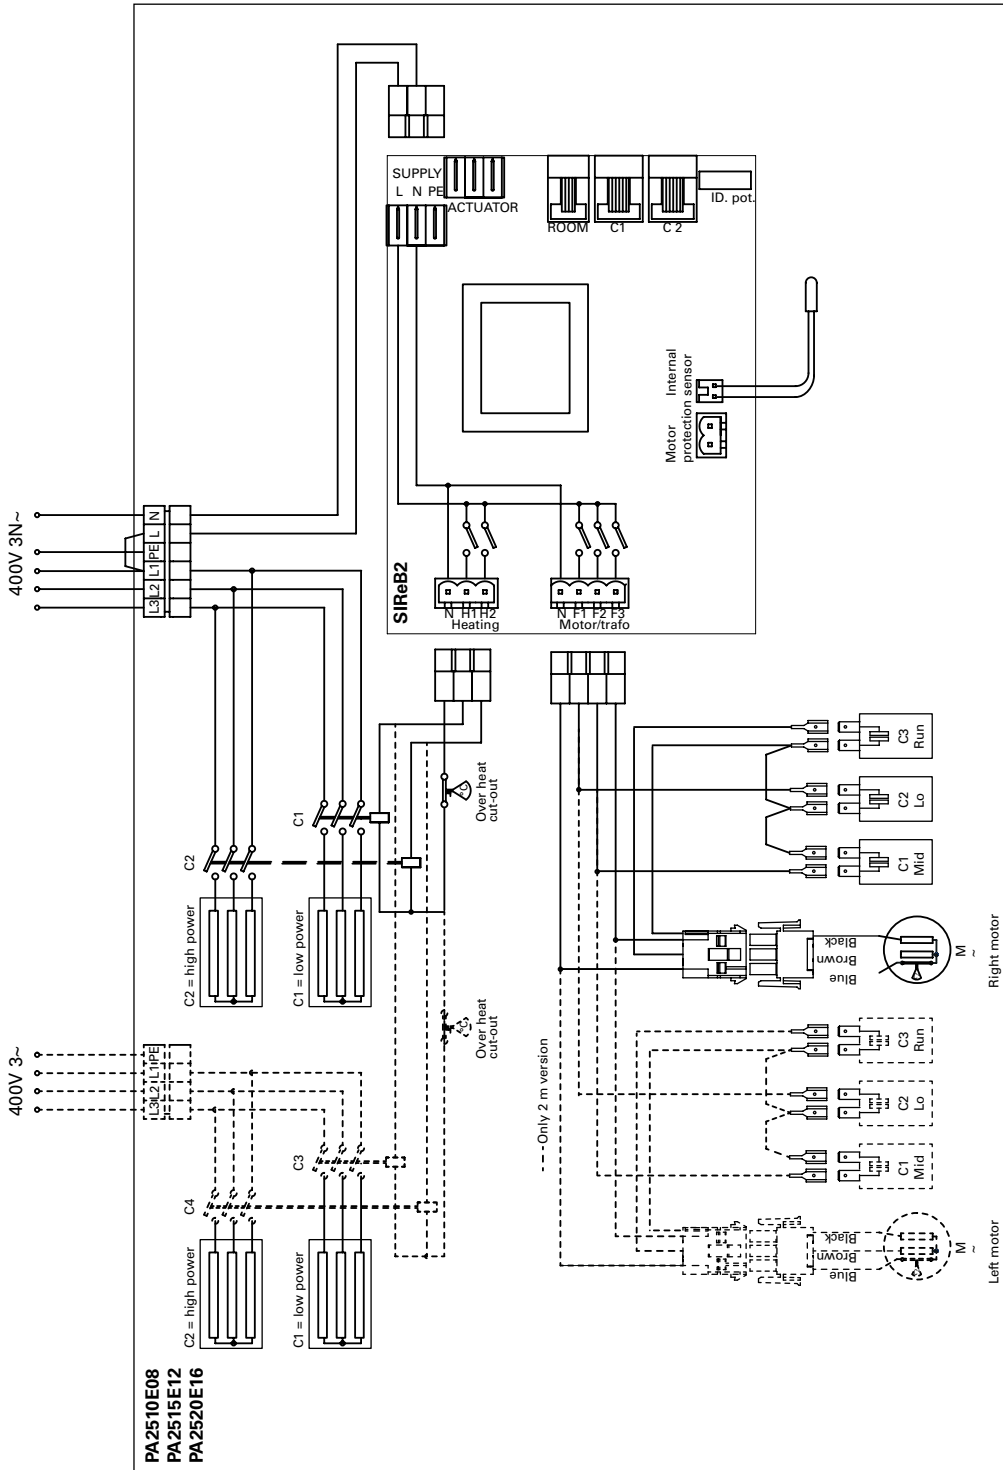 400V 3N~
L3 L2 L1 PE L N
SUPPLY
L N PE
ACTUATOR
ROOM
C1
C 2
ID. pot.
Motor Internal
protection sensor
SIReB2
N H1 H2
Heating
N F1 F2 F3
Motor/trafo
C1
C2
C2 = high power
C1 = low power
°C
Over heat
cut-out
°C
Over heat
cut-out
400V 3~
L3 L2 L1 PE
C3
C4
C2 = high power
C1 = low power
---- Only 2 m version
C3
Run
C2
Lo
C1
Mid
Black
Brown
Blue
M
~
Right motor
C3
Run
C2
Lo
C1
Mid
Black
Brown
Blue
M
~
Left motor
PA2510E08
PA2515E12
PA2520E16